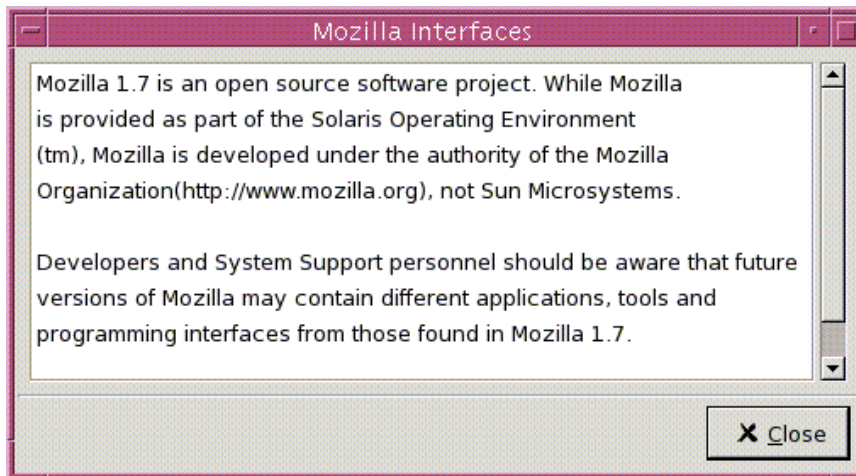 Mozilla Interfaces
Mozilla 1.7 is an open source software project. While Mozilla
is provided as part of the Solaris Operating Environment
(tm), Mozilla is developed under the authority of the Mozilla
Organization(http://www.mozilla.org), not Sun Microsystems.
Developers and System Support personnel should be aware that future
versions of Mozilla may contain different applications, tools and
programming interfaces from those found in Mozilla 1.7.
Close